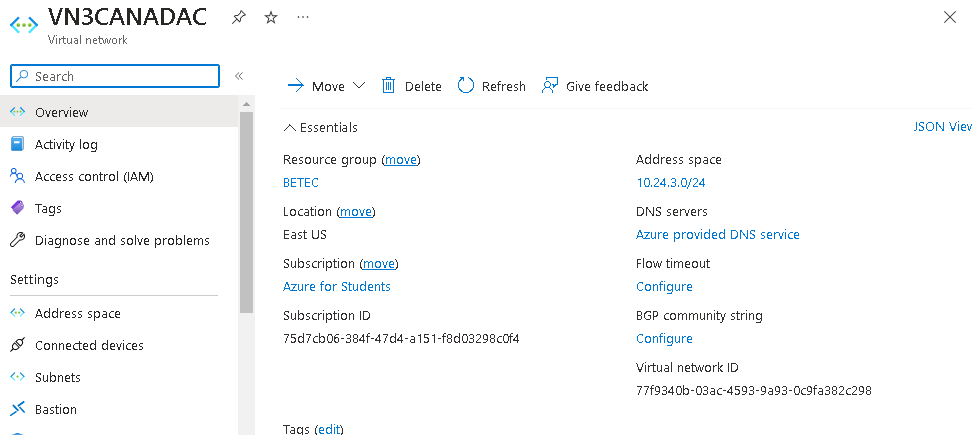 VN3CANADAC
Virtual network
Search
Overview
Activity log
Access control (IAM)
Tags
Diagnose and solve problems
Settings
Address space
Connected devices
Subnets
Bastion
Move
Delete
Refresh
Give feedback
Essentials
JSON View
Resource group (move)
BETEC
Location (move)
East US
Subscription (move)
Azure for Students
Subscription ID
75d7cb06-384f-47d4-a151-f8d03298c0f4
Address space
10.24.3.0/24
DNS servers
Azure provided DNS service
Flow timeout
Configure
BGP community string
Configure
Virtual network ID
77f9340b-03ac-4593-9a93-0c9fa382c298
Tags (edit)